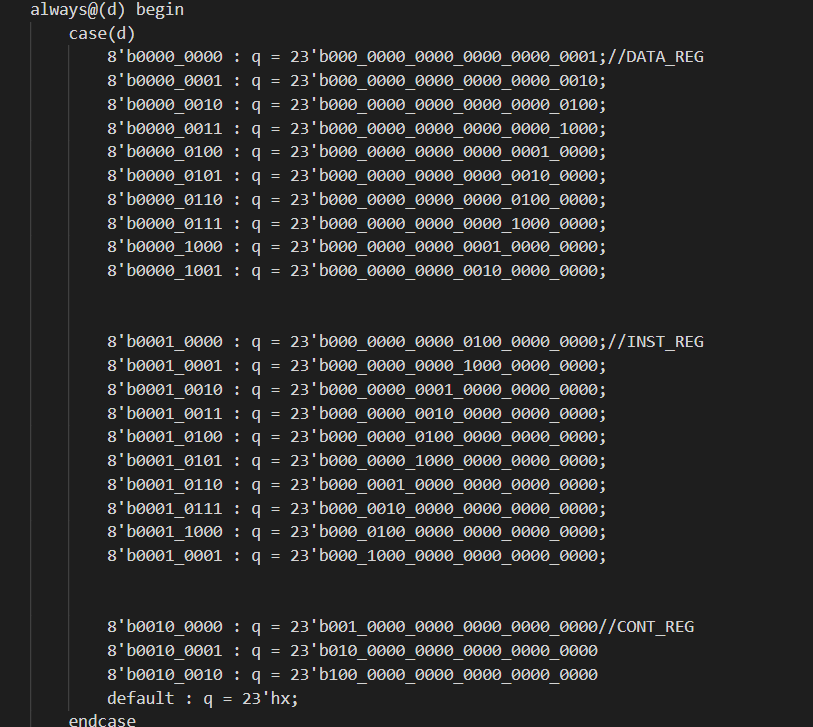 always@(d) begin
case(d)
8'b0000_0000 : q = 23'b000_0000_0000_0000_0000_0001;//DATA_REG
8'b0000_0001 : q = 23'b000_0000_0000_0000_0000_0010;
8'b0000_0010 : q = 23'b000_0000_0000_0000_0000_0100;
8'b0000_0011 : q = 23'b000_0000_0000_0000_0000_1000;
8'b0000_0100 : q = 23'b000_0000_0000_0000_0001_0000;
8'b0000_0101 : q = 23'b000_0000_0000_0000_0010_0000;
8'b0000_0110 : q = 23'b000_0000_0000_0000_0100_0000;
8'b0000_0111 : q = 23'b000_0000_0000_0000_1000_0000;
8'b0000_1000 : q = 23'b000_0000_0000_0001_0000_0000;
8'b0000_1001 : q = 23'b000_0000_0000_0010_0000_0000;
8'b0001_0000 : q = 23'b000_0000_0000_0100_0000_0000;//INST_REG
8'b0001_0001 : q = 23'b000_0000_0000_1000_0000_0000;
8'b0001_0010 : q = 23'b000_0000_0001_0000_0000_0000;
8'b0001_0011 : q = 23'b000_0000_0010_0000_0000_0000;
8'b0001_0100 : q = 23'b000_0000_0100_0000_0000_0000;
8'b0001_0101 : q = 23'b000_0000_1000_0000_0000_0000;
8'b0001_0110 : q = 23'b000_0001_0000_0000_0000_0000;
8'b0001_0111 : q = 23'b000_0010_0000_0000_0000_0000;
8'b0001_1000 : q = 23'b000_0100_0000_0000_0000_0000;
8'b0001_0001 : q = 23'b000_1000_0000_0000_0000_0000;
8'b0010_0000 : q = 23'b001_0000_0000_0000_0000_0000//CONT_REG
8'b0010_0001 : q = 23'b010_0000_0000_0000_0000_0000
8'b0010_0010 : q = 23'b100_0000_0000_0000_0000_0000
default : q = 23'hx;
endcase